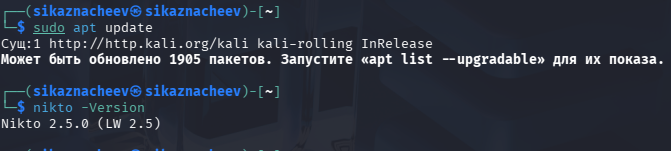 ┌──(sikaznacheev㉿sikaznacheev)-[~]
└─$ sudo apt update
Сущ:1 http://http.kali.org/kali kali-rolling InRelease
Может быть обновлено 1905 пакетов. Запустите «apt list --upgradable» для их показа.
┌──(sikaznacheev㉿sikaznacheev)-[~]
└─$ nikto -Version
Nikto 2.5.0 (LW 2.5)